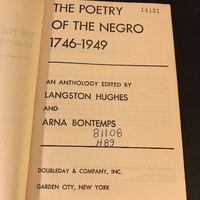 THE POETRY
14131
OF THE NEGRO
1746-1949
AN ANTHOLOGY EDITED BY
LANGSTON HUGHES
AND
ARNA BONTEMPS
811.08
H89
DOUBLEDAY & COMPANY, INC.
GARDEN CITY, NEW YORK